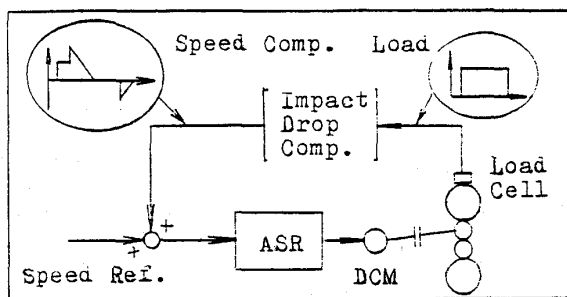 Speed Comp.
Load
Impact
Drop
Comp.
Load
Cell
+
+
ASR
Speed Ref.
DCM